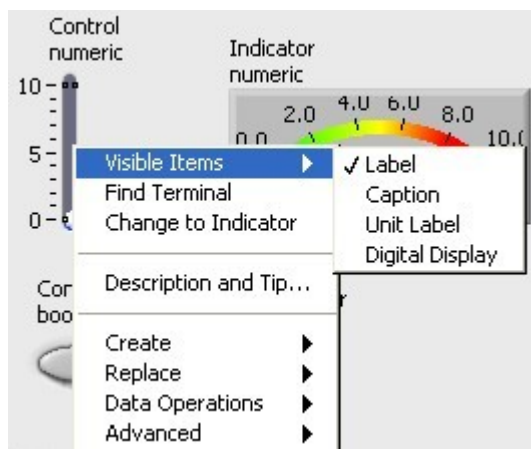 Control
numeric
Indicator
numeric
10
5
0
2.0 4.0 6.0 8.0
10.0
Visible Items
Find Terminal
Change to Indicator
Description and Tip...
Create
Replace
Data Operations
Advanced
✓ Label
Caption
Unit Label
Digital Display